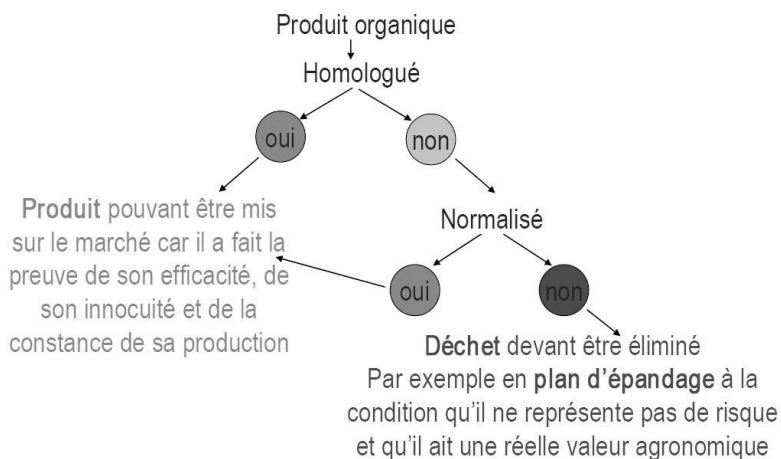 Produit organique
Homologué
oui
non
Produit pouvant être mis
sur le marché car il a fait la
preuve de son efficacité, de
son innocuité et de la
constance de sa production
Normalisé
oui
non
Déchet devant être éliminé
Par exemple en plan d'épandage à la
condition qu'il ne représente pas de risque
et qu'il ait une réelle valeur agronomique